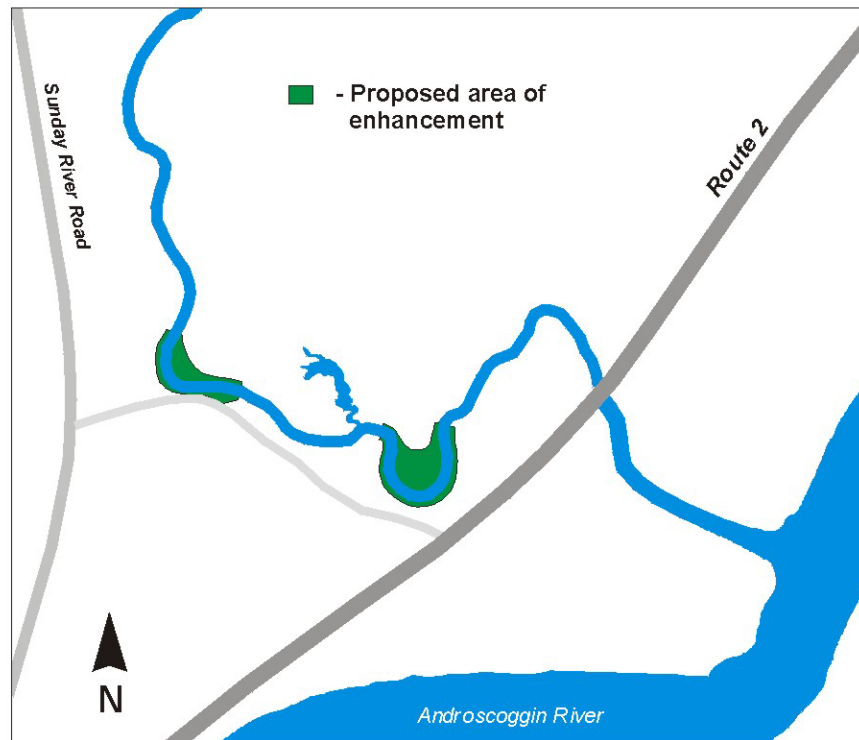 - Proposed area of
enhancement
Sunday River Road
Route 2
N
Androscoggin River